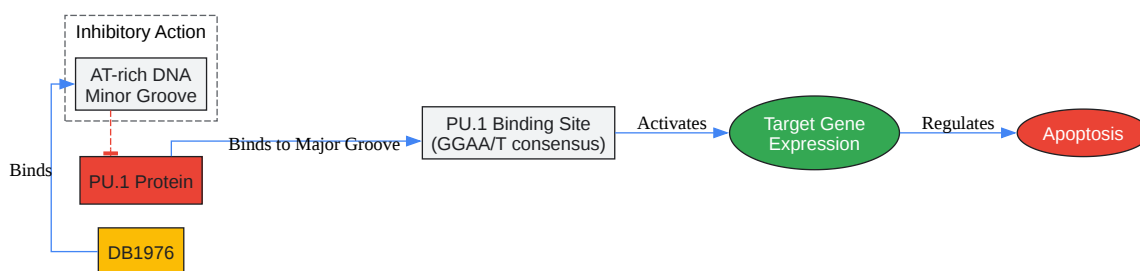 Inhibitory Action
AT-rich DNA
Minor Groove
Binds
PU.1 Protein
DB1976
Binds to Major Groove
PU.1 Binding Site
(GGAA/T consensus)
Activates
Target Gene
Expression
Regulates
Apoptosis